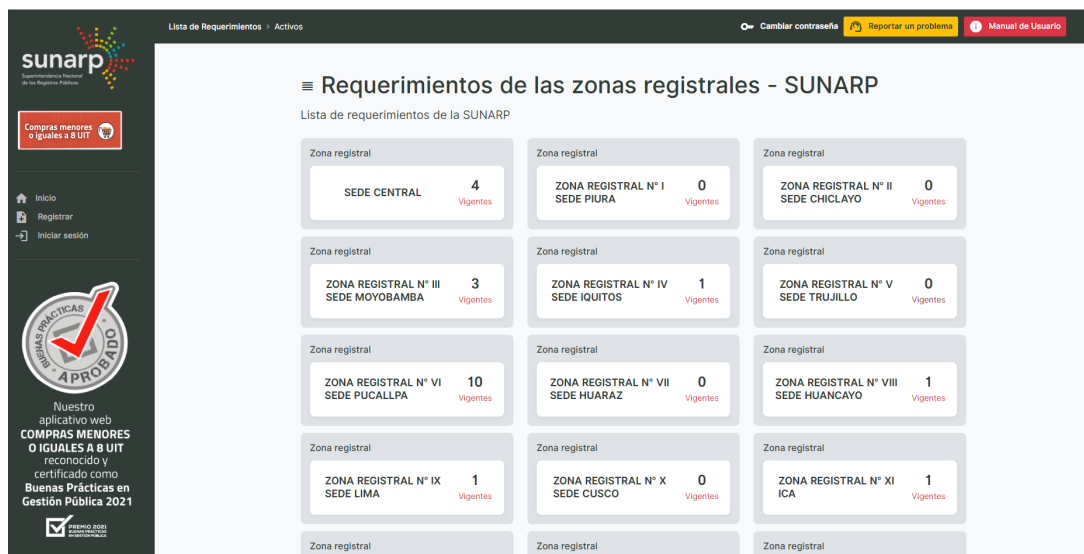 sunarp
Superintendencia Nacional
de los Registros Públicos
Compras menores
o iguales a 8 UIT
Inicio
Registrar
Iniciar sesión
BUENAS PRÁCTICAS
APROBADO
Nuestro
aplicativo web
COMPRAS MENORES
O IGUALES A 8 UIT
reconocido y
certificado como
Buenas Prácticas en
Gestión Pública 2021
PREMIO 2021
BUENAS PRÁCTICAS
EN GESTIÓN PÚBLICA
Lista de Requerimientos > Activos
Cambiar contraseña
Reportar un problema
Manual de Usuario
Requerimientos de las zonas registrales - SUNARP
Lista de requerimientos de la SUNARP
Zona registral
SEDE CENTRAL
4
Vigentes
Zona registral
ZONA REGISTRAL N° I
SEDE PIURA
0
Vigentes
Zona registral
ZONA REGISTRAL N° II
SEDE CHICLAYO
0
Vigentes
Zona registral
ZONA REGISTRAL N° III
SEDE MOYOBAMBA
3
Vigentes
Zona registral
ZONA REGISTRAL N° IV
SEDE IQUITOS
1
Vigentes
Zona registral
ZONA REGISTRAL N° V
SEDE TRUJILLO
0
Vigentes
Zona registral
ZONA REGISTRAL N° VI
SEDE PUCALLPA
10
Vigentes
Zona registral
ZONA REGISTRAL N° VII
SEDE HUARAZ
0
Vigentes
Zona registral
ZONA REGISTRAL N° VIII
SEDE HUANCAYO
1
Vigentes
Zona registral
ZONA REGISTRAL N° IX
SEDE LIMA
1
Vigentes
Zona registral
ZONA REGISTRAL N° X
SEDE CUSCO
0
Vigentes
Zona registral
ZONA REGISTRAL N° XI
ICA
1
Vigentes
Zona registral
Zona registral
Zona registral